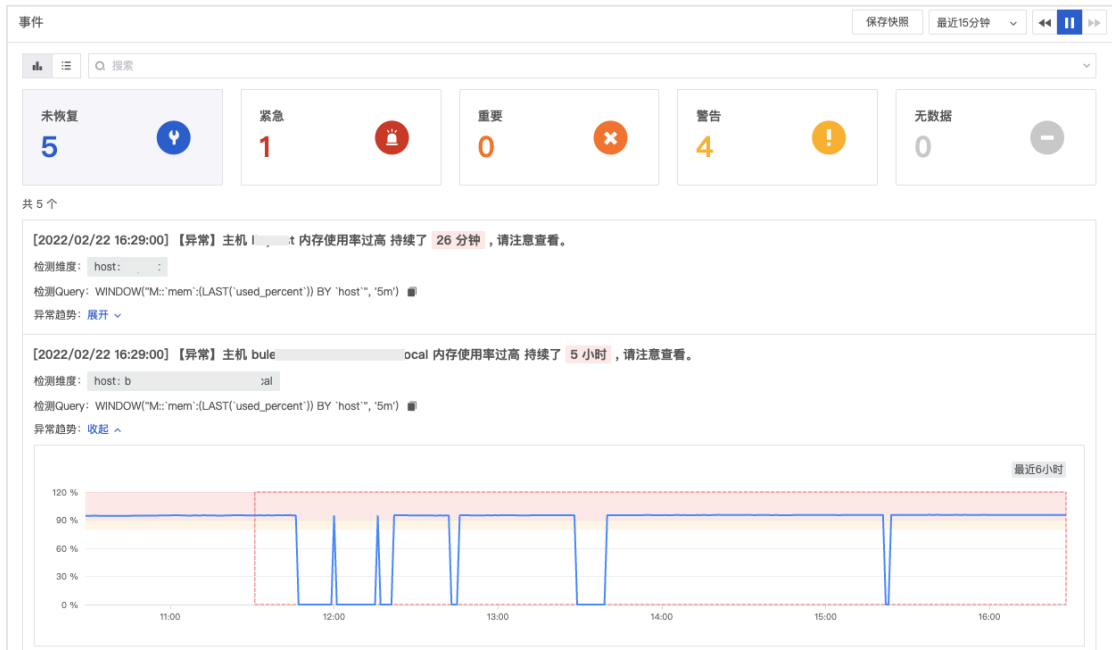 事件 保存快照 最近15分钟
搜索
未恢复 紧急 重要 警告 无数据
5 1 0 4 0
共 5 个
[2022/02/22 16:29:00] 【异常】主机 t 内存使用率过高 持续了 26 分钟 ，请注意查看。
检测维度： host:
检测Query： WINDOW("M::`mem`:(LAST(`used_percent`)) BY `host`", '5m')
异常趋势： 展开
[2022/02/22 16:29:00] 【异常】主机 bule ocal 内存使用率过高 持续了 5 小时 ，请注意查看。
检测维度： host: b al
检测Query： WINDOW("M::`mem`:(LAST(`used_percent`)) BY `host`", '5m')
异常趋势： 收起
最近6小时
120 %
90 %
60 %
30 %
0 %
11:00 12:00 13:00 14:00 15:00 16:00